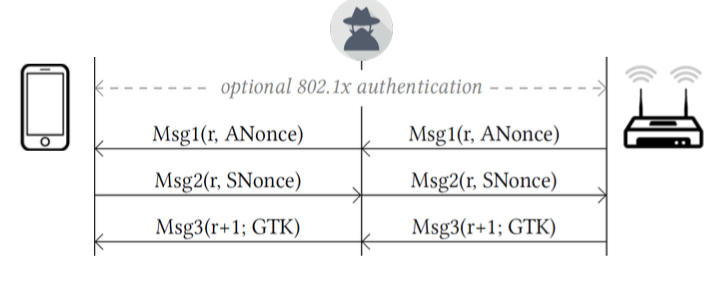 optional 802.1x authentication
Msg1(r, ANonce) Msg1(r, ANonce)
Msg2(r, SNonce) Msg2(r, SNonce)
Msg3(r+1; GTK) Msg3(r+1; GTK)